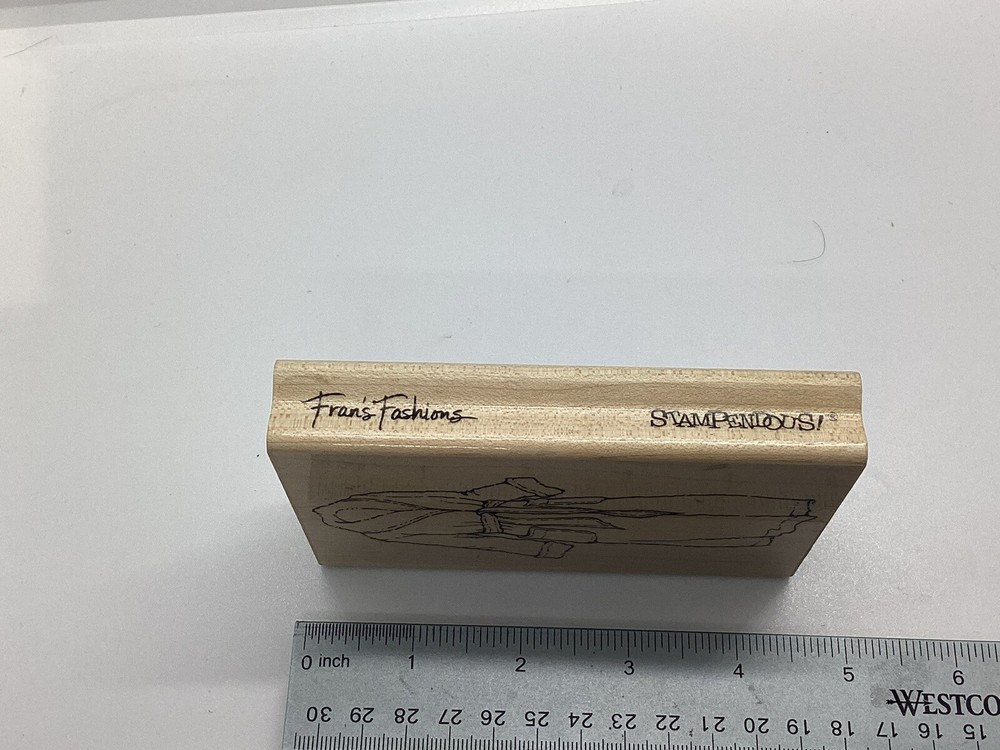 Fran's Fashions
STAMPENDOUS!®
0 inch 1 2 3 4 5 6
WESTCO
30 29 28 27 26 25 24 23 22 21 20 19 18 17 16 15